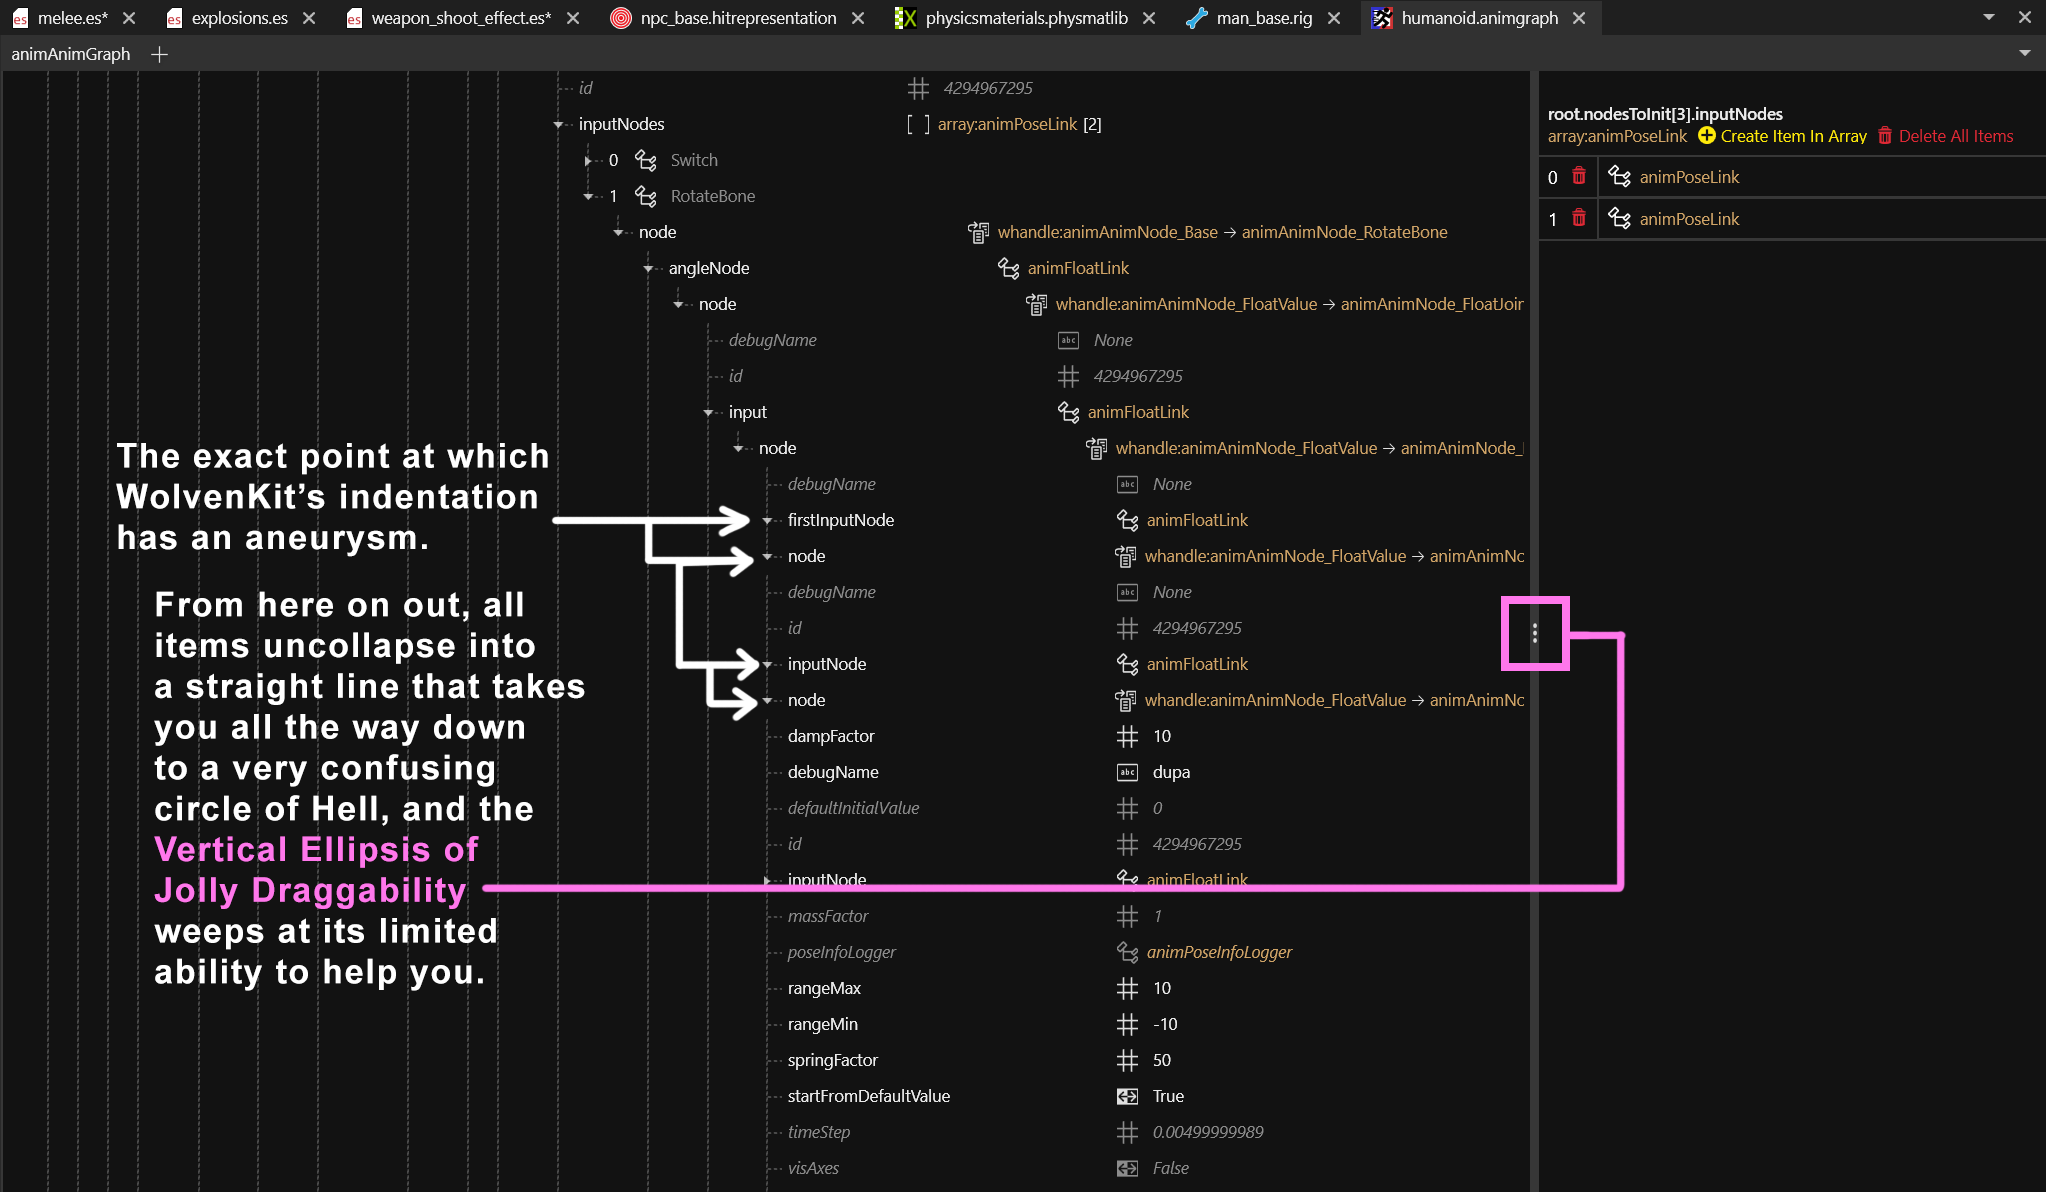 melee.es*
explosions.es
weapon_shoot_effect.es*
npc_base.hitrepresentation
physicsmaterials.physmatlib
man_base.rig
humanoid.animgraph
animAnimGraph
id 4294967295
inputNodes array:animPoseLink [2]
0 Switch
1 RotateBone
node whandle:animAnimNode_Base → animAnimNode_RotateBone
angleNode animFloatLink
node whandle:animAnimNode_FloatValue → animAnimNode_FloatJoin
debugName abc None
id 4294967295
input animFloatLink
node whandle:animAnimNode_FloatValue → animAnimNode_
debugName abc None
firstInputNode animFloatLink
node whandle:animAnimNode_FloatValue → animAnimNo
debugName abc None
id 4294967295
inputNode animFloatLink
node whandle:animAnimNode_FloatValue → animAnimNo
dampFactor 10
debugName abc dupa
defaultInitialValue 0
id 4294967295
inputNode animFloatLink
massFactor 1
poseInfoLogger animPoseInfoLogger
rangeMax 10
rangeMin -10
springFactor 50
startFromDefaultValue True
timeStep 0.00499999989
visAxes False
The exact point at which
WolvenKit's indentation
has an aneurysm.
From here on out, all
items uncollapse into
a straight line that takes
you all the way down
to a very confusing
circle of Hell, and the
Vertical Ellipsis of
Jolly Draggability
weeps at its limited
ability to help you.
root.nodesToInit[3].inputNodes
array:animPoseLink Create Item In Array Delete All Items
0 animPoseLink
1 animPoseLink